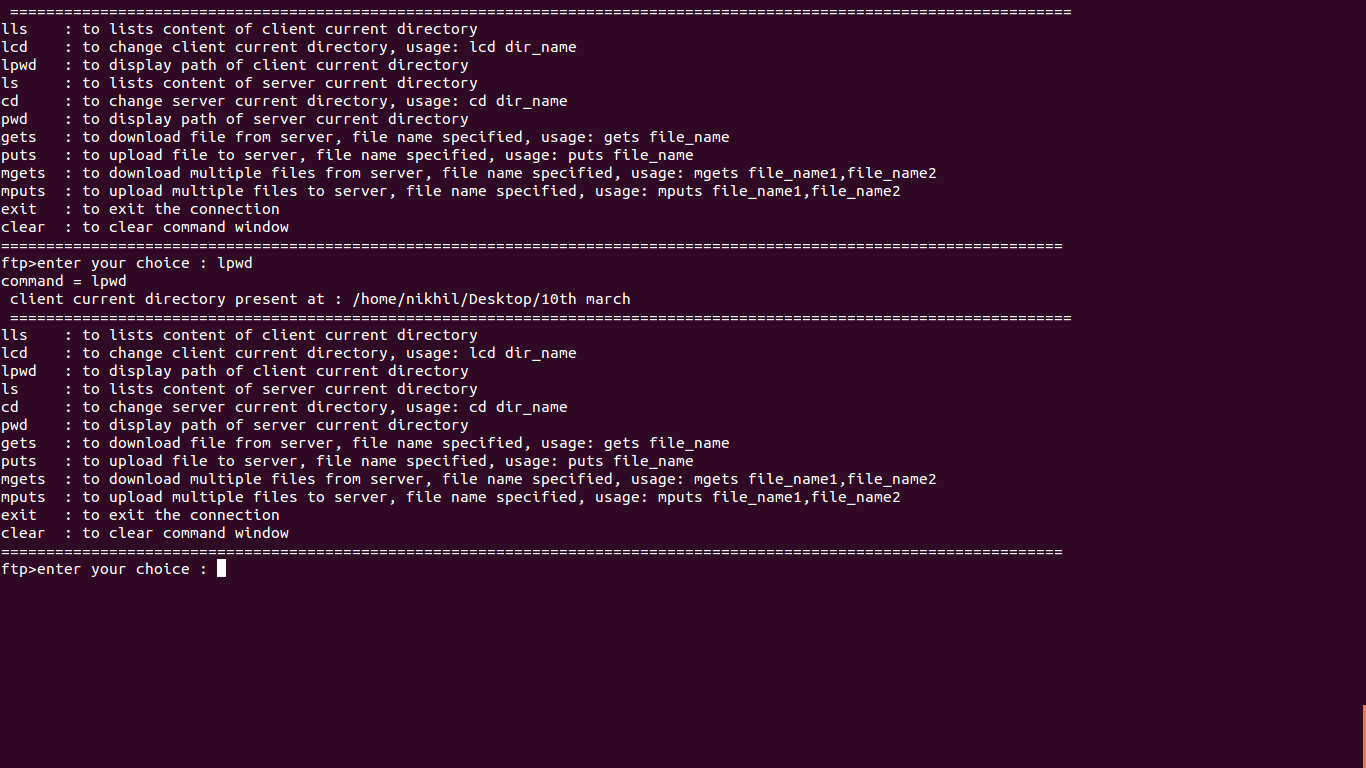 =======================================================================================================================
lls    : to lists content of client current directory
lcd    : to change client current directory, usage: lcd dir_name
lpwd   : to display path of client current directory
ls     : to lists content of server current directory
cd     : to change server current directory, usage: cd dir_name
pwd    : to display path of server current directory
gets   : to download file from server, file name specified, usage: gets file_name
puts   : to upload file to server, file name specified, usage: puts file_name
mgets  : to download multiple files from server, file name specified, usage: mgets file_name1,file_name2
mputs  : to upload multiple files to server, file name specified, usage: mputs file_name1,file_name2
exit   : to exit the connection
clear  : to clear command window
======================================================================================================================
ftp>enter your choice : lpwd
command = lpwd
 client current directory present at : /home/nikhil/Desktop/10th march
 ======================================================================================================================
lls    : to lists content of client current directory
lcd    : to change client current directory, usage: lcd dir_name
lpwd   : to display path of client current directory
ls     : to lists content of server current directory
cd     : to change server current directory, usage: cd dir_name
pwd    : to display path of server current directory
gets   : to download file from server, file name specified, usage: gets file_name
puts   : to upload file to server, file name specified, usage: puts file_name
mgets  : to download multiple files from server, file name specified, usage: mgets file_name1,file_name2
mputs  : to upload multiple files to server, file name specified, usage: mputs file_name1,file_name2
exit   : to exit the connection
clear  : to clear command window
======================================================================================================================
ftp>enter your choice :